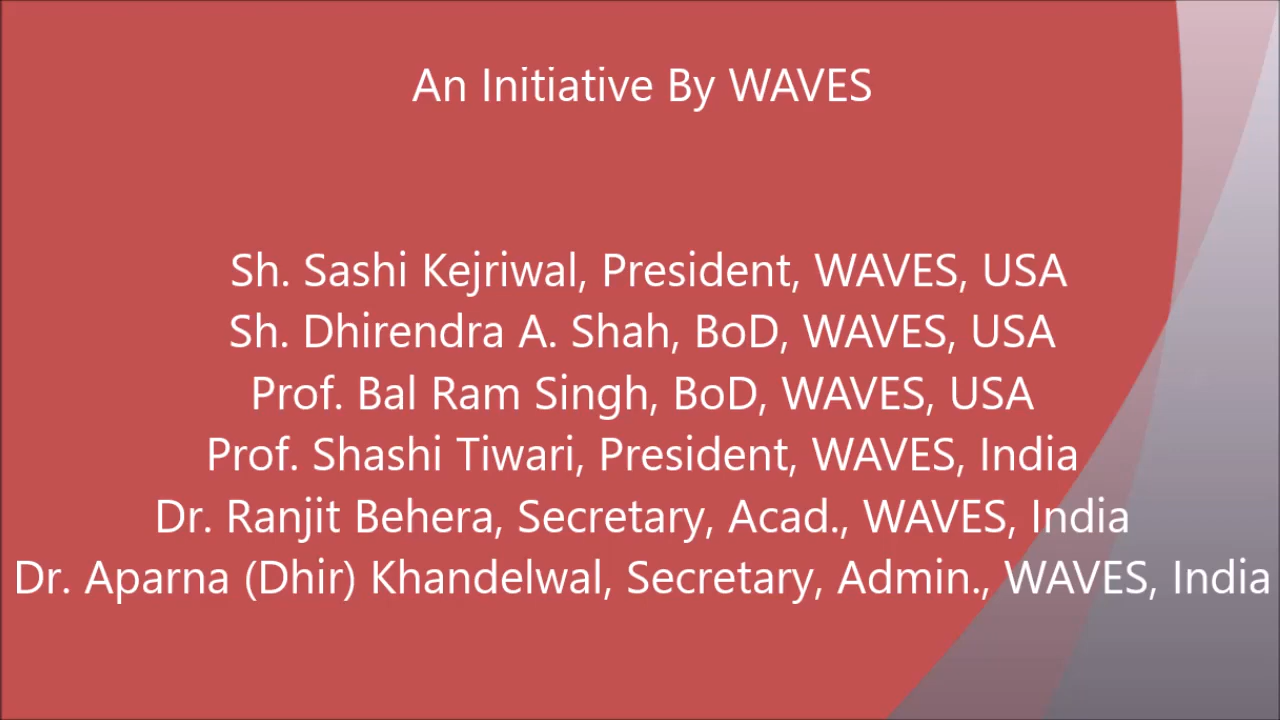 An Initiative By WAVES
Sh. Sashi Kejriwal, President, WAVES, USA
Sh. Dhirendra A. Shah, BoD, WAVES, USA
Prof. Bal Ram Singh, BoD, WAVES, USA
Prof. Shashi Tiwari, President, WAVES, India
Dr. Ranjit Behera, Secretary, Acad., WAVES, India
Dr. Aparna (Dhir) Khandelwal, Secretary, Admin., WAVES, India